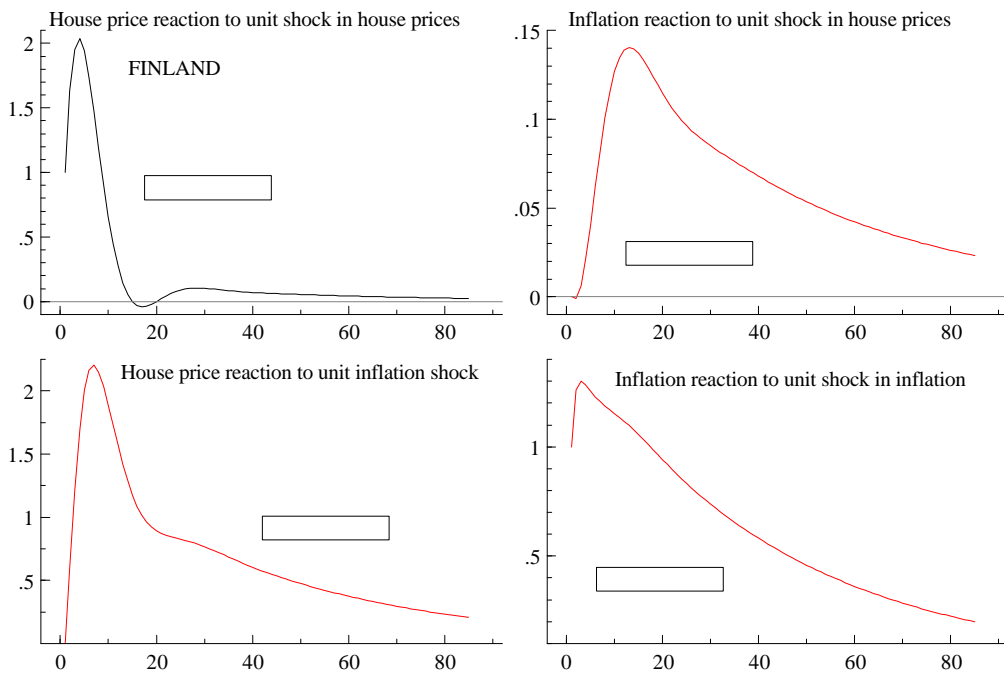 House price reaction to unit shock in house prices
2
1.5
1
.5
0
FINLAND
0 20 40 60 80
Inflation reaction to unit shock in house prices
.15
.1
.05
0
0 20 40 60 80
House price reaction to unit inflation shock
2
1.5
1
.5
0 20 40 60 80
Inflation reaction to unit shock in inflation
1
.5
0 20 40 60 80